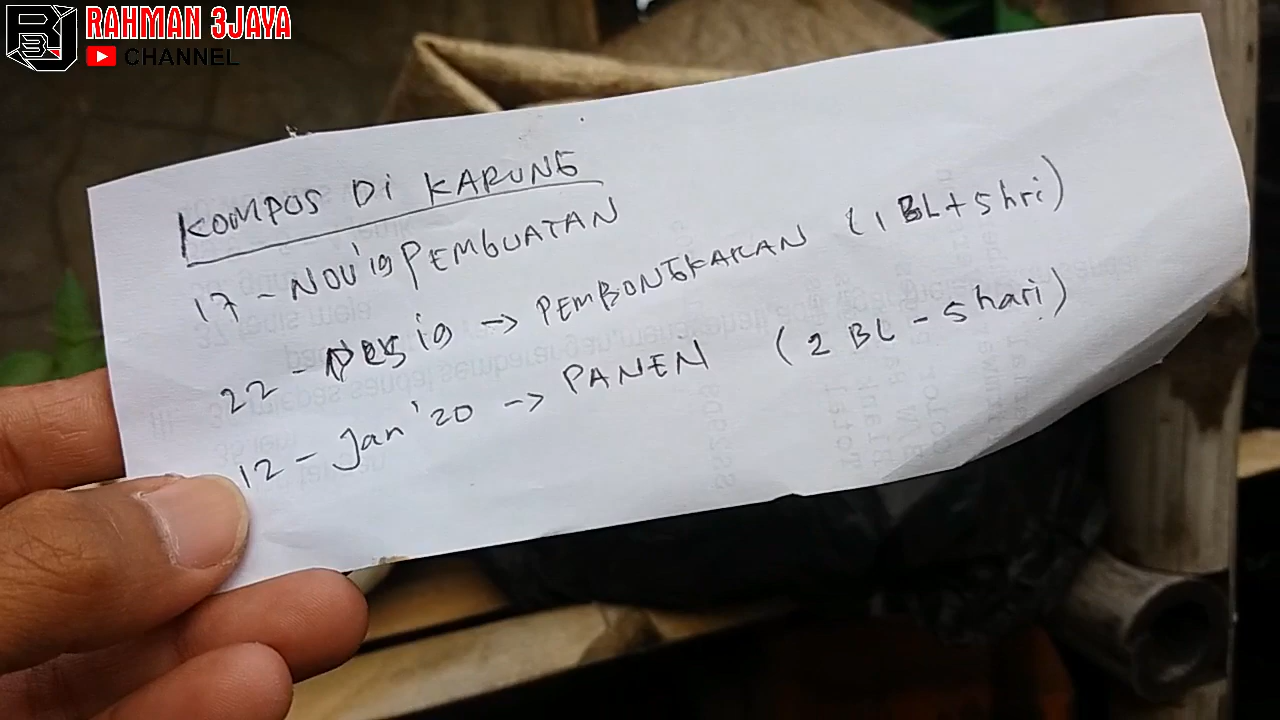 RAHMAN 3JAYA
CHANNEL
KOMPOS Di KARUNG
17 - NOV'19 PEMBUATAN
22 - Des 19 → PEMBONGKARAN (1 BL + 5 hri)
12 - Jan '20 → PANEN (2 BL - 5 hari)